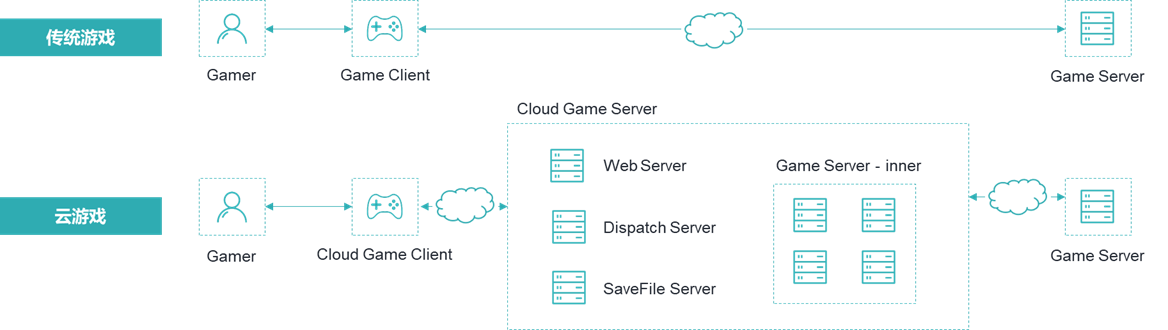 传统游戏
Gamer
Game Client
Game Server
Cloud Game Server
Web Server
Game Server - inner
云游戏
Dispatch Server
Gamer
Cloud Game Client
Game Server
SaveFile Server